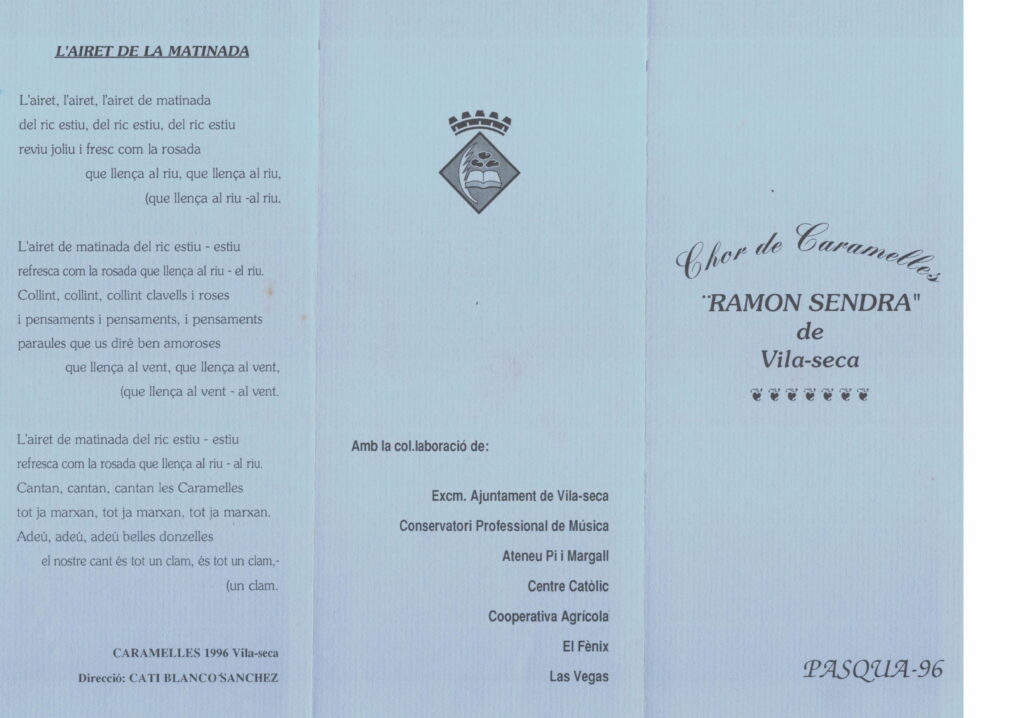 L'AIRET DE LA MATINADA
L'airet, l'airet, l'airet de matinada
del ric estiu, del ric estiu, del ric estiu
reviu joliu i fresc com la rosada
que llença al riu, que llença al riu,
(que llença al riu -al riu.
L'airet de matinada del ric estiu - estiu
refresca com la rosada que llença al riu - el riu.
Collint, collint, collint clavells i roses
i pensaments i pensaments, i pensaments
paraules que us diré ben amoroses
que llença al vent, que llença al vent,
(que llença al vent - al vent.
L'airet de matinada del ric estiu - estiu
refresca com la rosada que llença al riu - al riu.
Cantan, cantan, cantan les Caramelles
tot ja marxan, tot ja marxan, tot ja marxan.
Adeú, adeú, adeú belles donzelles
el nostre cant és tot un clam, és tot un clam,-
(un clam.
CARAMELLES 1996 Vila-seca
Direcció: CATI BLANCO SANCHEZ
Amb la col.laboració de:
Excm. Ajuntament de Vila-seca
Conservatori Professional de Música
Ateneu Pi i Margall
Centre Catòlic
Cooperativa Agrícola
El Fènix
Las Vegas
Chor de Caramelles
¨RAMON SENDRA"
de
Vila-seca
PASQUA-96